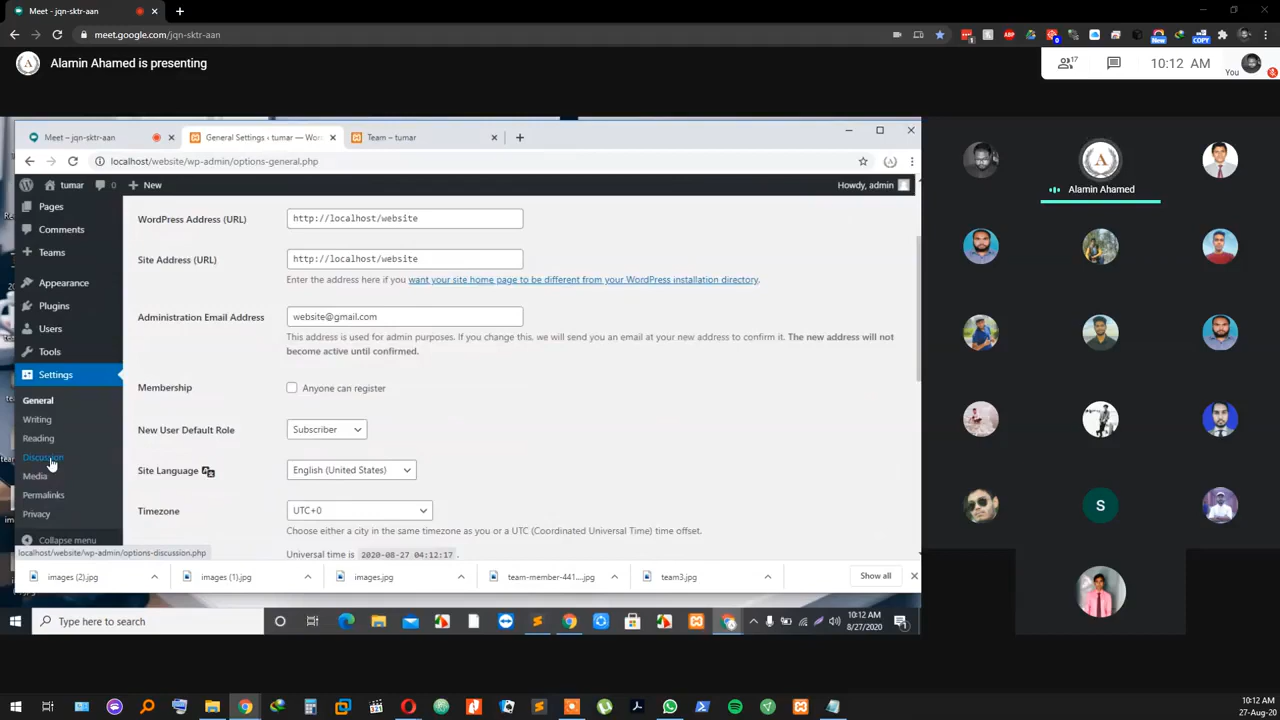 Meet - jqn-sktr-aan
meet.google.com/jqn-sktr-aan
New
COPY
Alamin Ahamed is presenting
17
10:12 AM
You
Meet – jqn-sktr-aan
General Settings ‹ tumar — Wor
Team – tumar
localhost/website/wp-admin/options-general.php
tumar
0
New
Howdy, admin
Pages
Comments
Teams
Appearance
Plugins
Users
Tools
Settings
General
Writing
Reading
Discussion
Media
Permalinks
Privacy
Collapse menu
localhost/website/wp-admin/options-discussion.php
WordPress Address (URL)
http://localhost/website
Site Address (URL)
http://localhost/website
Enter the address here if you want your site home page to be different from your WordPress installation directory.
Administration Email Address
website@gmail.com
This address is used for admin purposes. If you change this, we will send you an email at your new address to confirm it. The new address will not
become active until confirmed.
Membership
Anyone can register
New User Default Role
Subscriber
Site Language
English (United States)
Timezone
UTC+0
Choose either a city in the same timezone as you or a UTC (Coordinated Universal Time) time offset.
Universal time is 2020-08-27 04:12:17 .
images (2).jpg
images (1).jpg
images.jpg
team-member-441....jpg
team3.jpg
Show all
Type here to search
10:12 AM
8/27/2020
A
Alamin Ahamed
S
10:12 AM
27-Aug-20